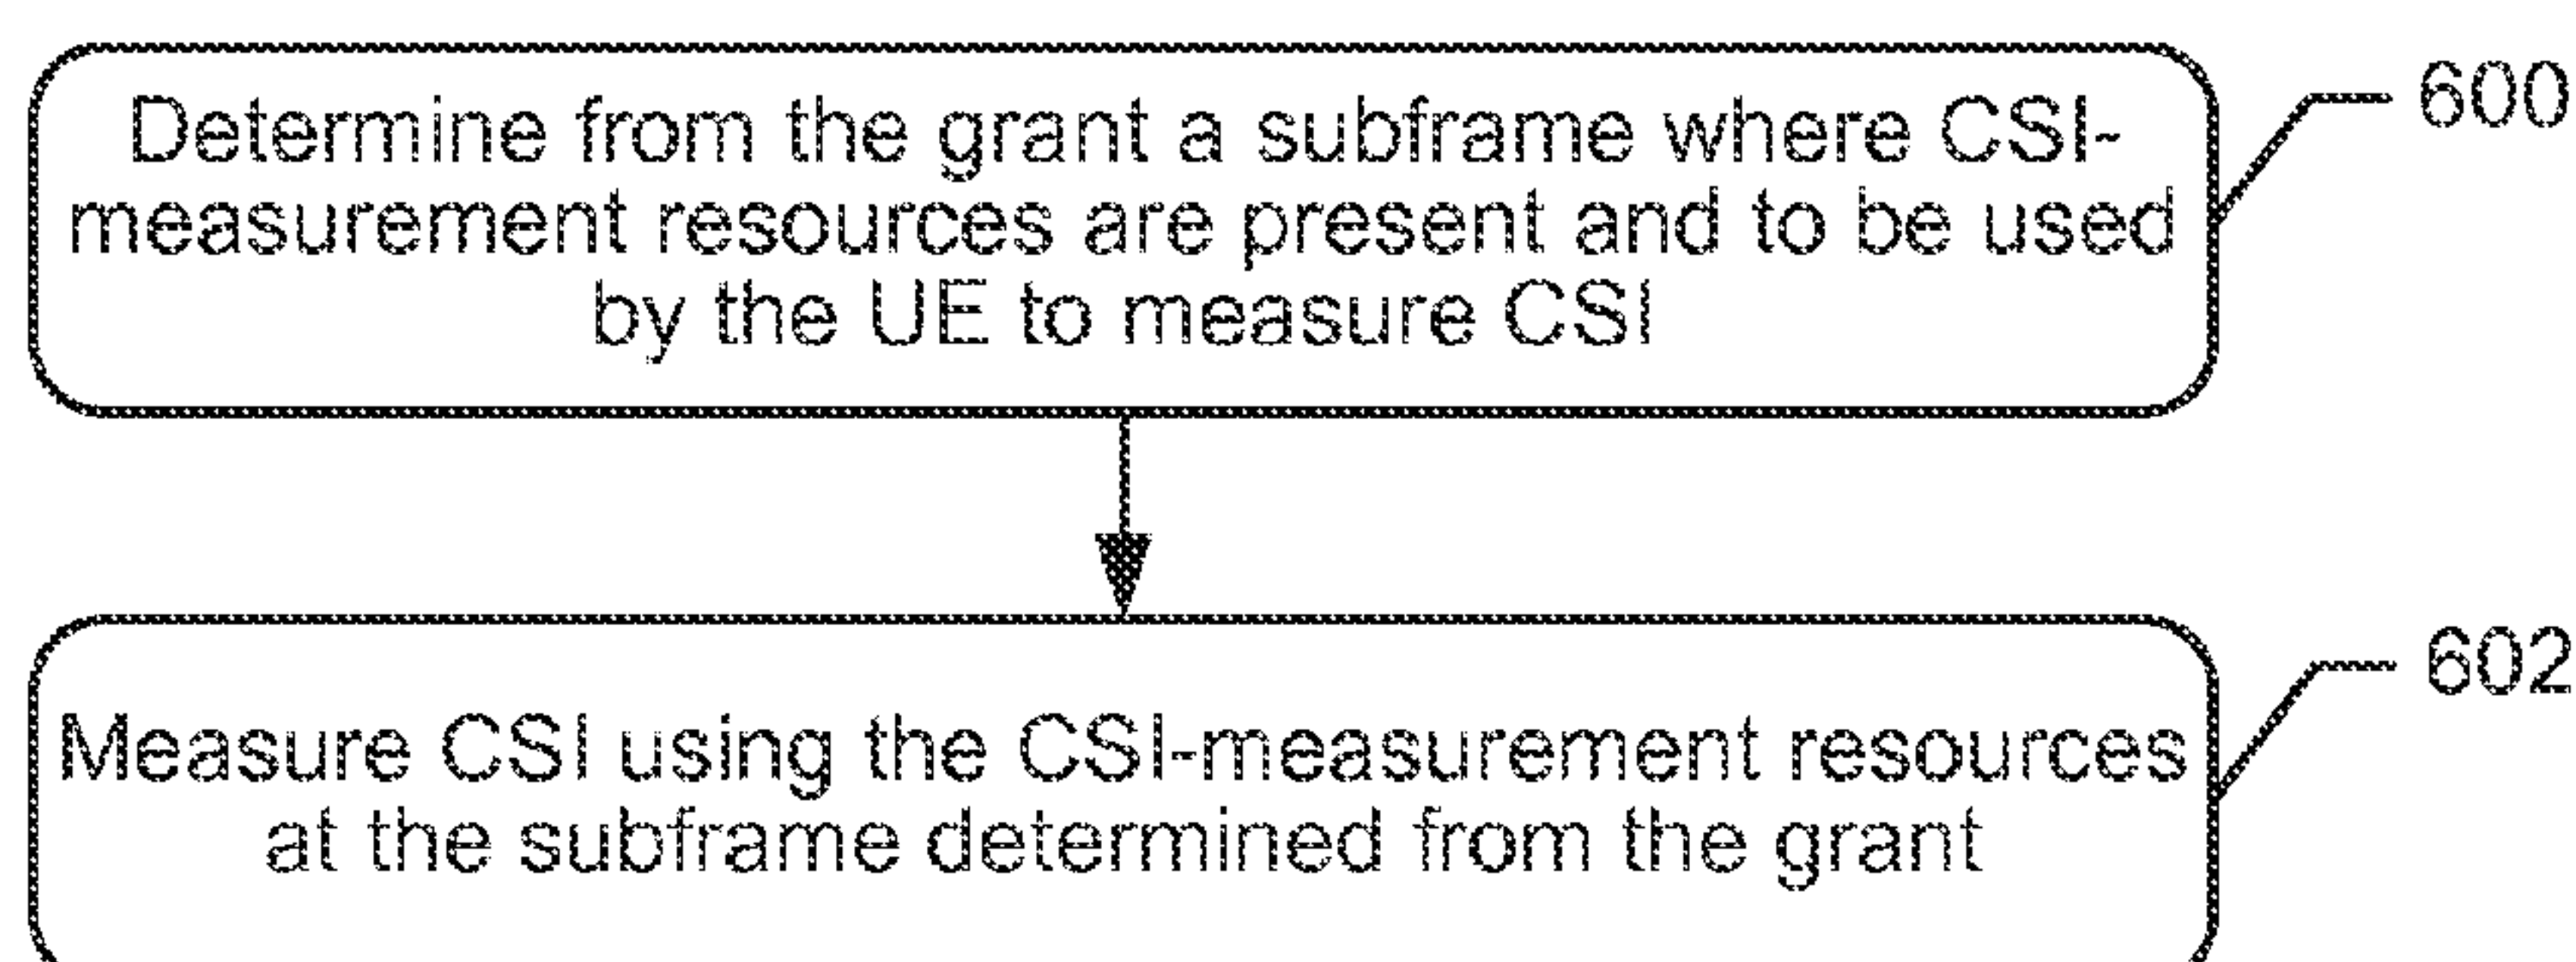 Determine from the grant a subframe where CSI-
measurement resources are present and to be used
by the UE to measure CSI
600
Measure CSI using the CSI-measurement resources
at the subframe determined from the grant
602